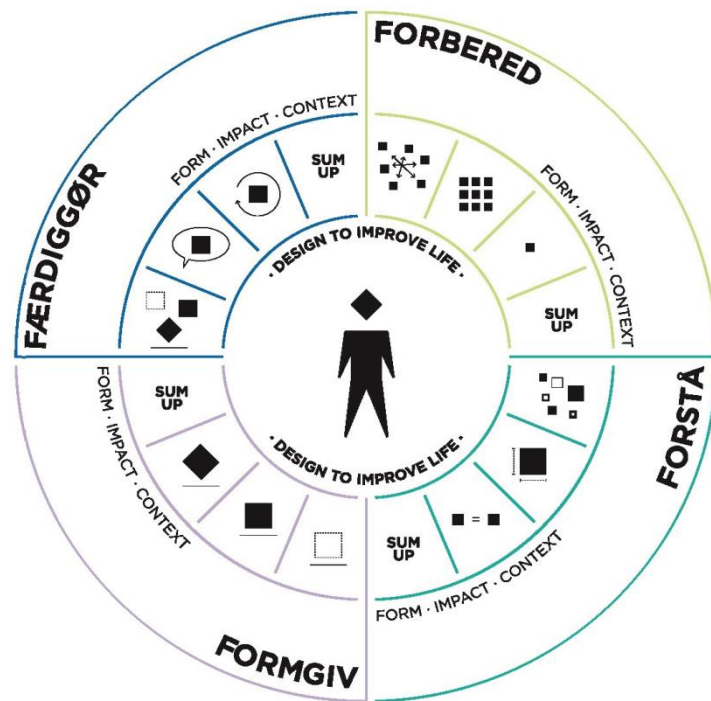 FORBERED
FORM · IMPACT · CONTEXT
SUM
UP
FORSTÅ
FORM · IMPACT · CONTEXT
=
SUM
UP
FORMGIV
FORM · IMPACT · CONTEXT
SUM
UP
FÆRDIGGØR
FORM · IMPACT · CONTEXT
SUM
UP
· DESIGN TO IMPROVE LIFE ·
· DESIGN TO IMPROVE LIFE ·